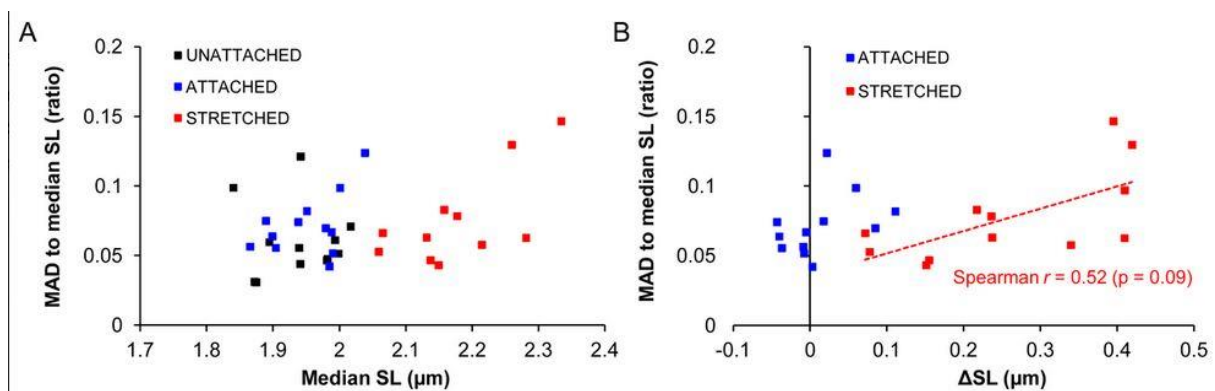 A
MAD to median SL (ratio)
0.2
0.15
0.1
0.05
0
UNATTACHED
ATTACHED
STRETCHED
1.7 1.8 1.9 2 2.1 2.2 2.3 2.4
Median SL (µm)
B
MAD to median SL (ratio)
0.2
0.15
0.1
0.05
0
ATTACHED
STRETCHED
Spearman r = 0.52 (p = 0.09)
-0.1 0 0.1 0.2 0.3 0.4 0.5
ΔSL (µm)